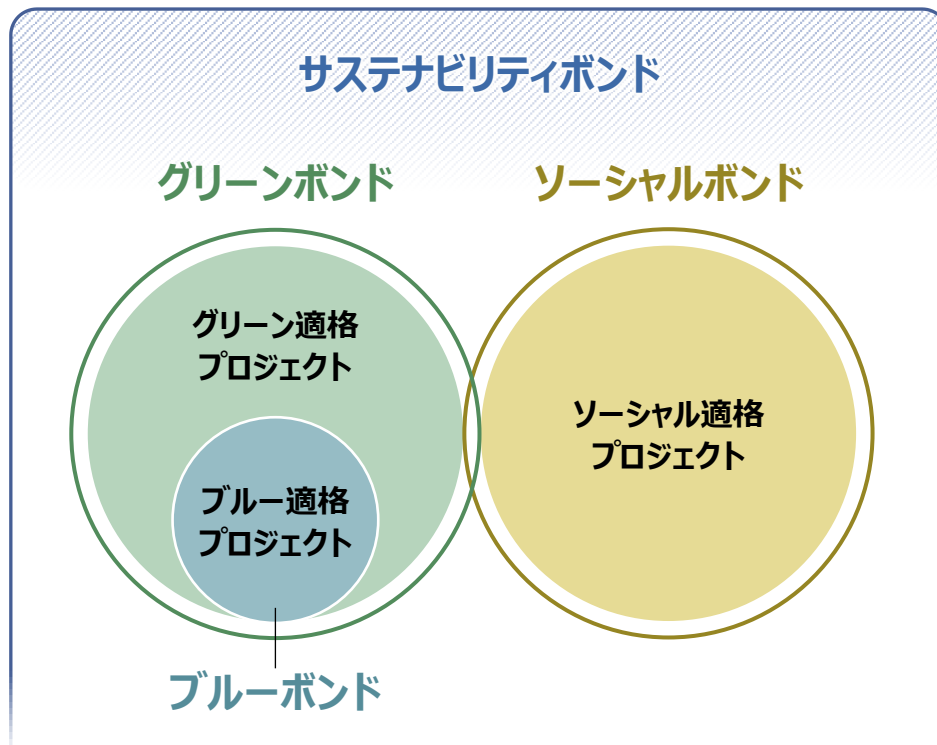 サステナビリティボンド
グリーンボンド
ソーシャルボンド
グリーン適格
プロジェクト
ソーシャル適格
プロジェクト
ブルー適格
プロジェクト
ブルーボンド